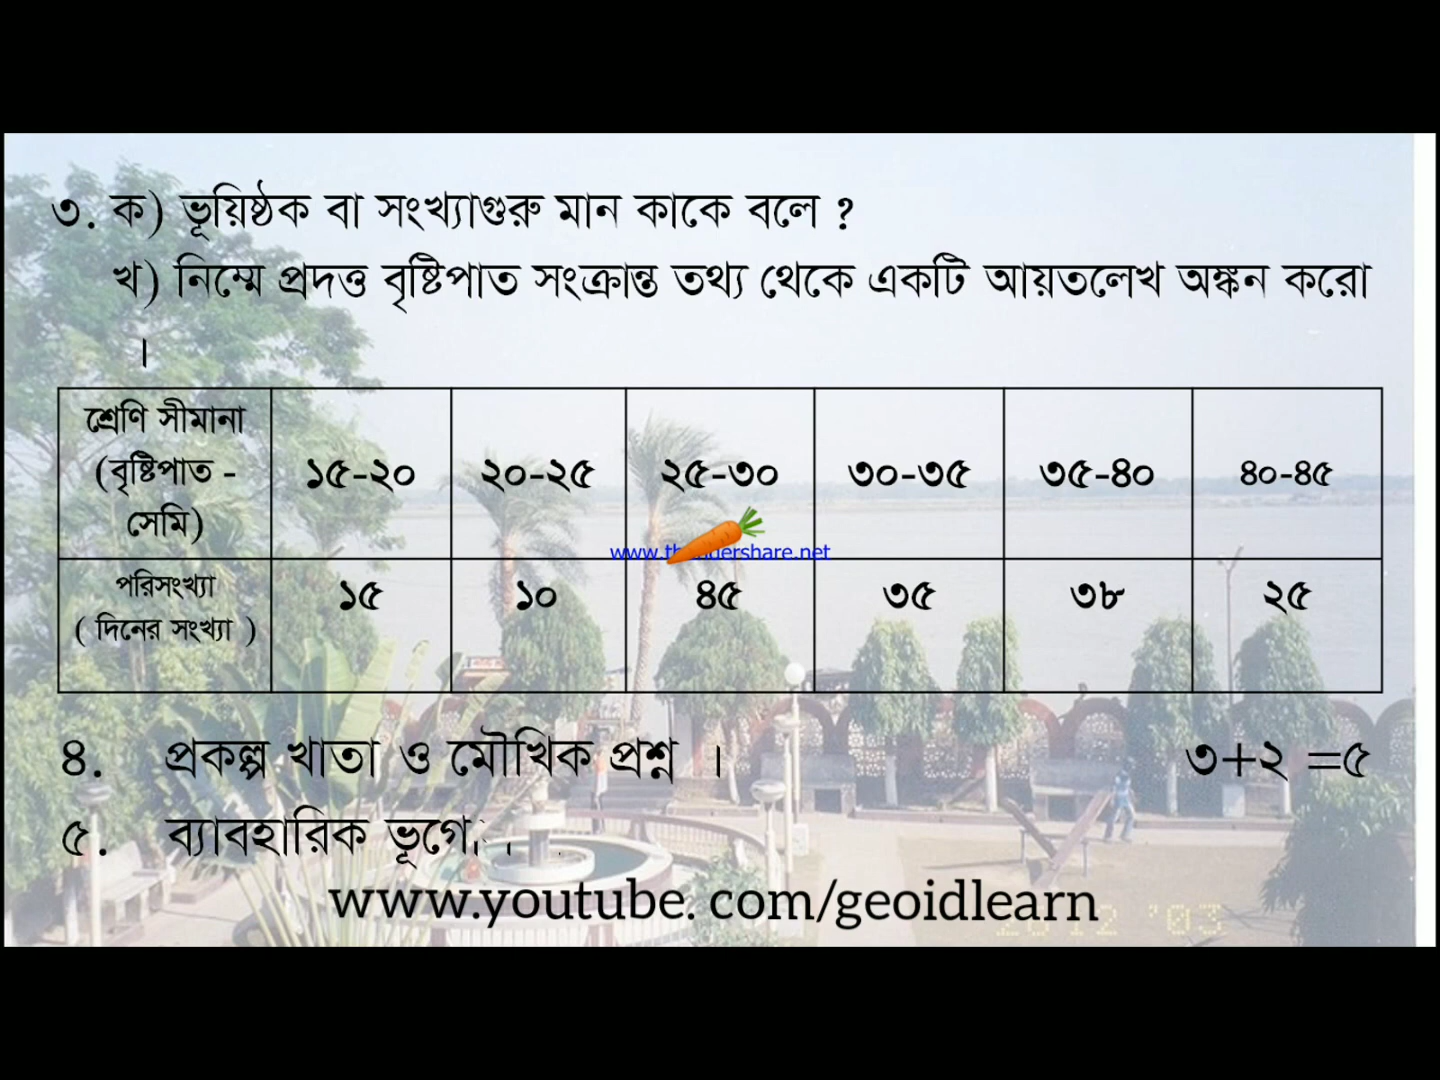 ৩. ক) ভূয়িষ্ঠক বা সংখ্যাগুরু মান কাকে বলে ?
খ) নিম্মে প্রদত্ত বৃষ্টিপাত সংক্রান্ত তথ্য থেকে একটি আয়তলেখ অঙ্কন করো
।
শ্রেণি সীমানা
(বৃষ্টিপাত -
সেমি)
১৫-২০ ২০-২৫ ২৫-৩০ ৩০-৩৫ ৩৫-৪০ ৪০-৪৫
পরিসংখ্যা
( দিনের সংখ্যা )
১৫ ১০ ৪৫ ৩৫ ৩৮ ২৫
৪. প্রকল্প খাতা ও মৌখিক প্রশ্ন । ৩+২ =৫
৫. ব্যাবহারিক
www.youtube. com/geoidlearn